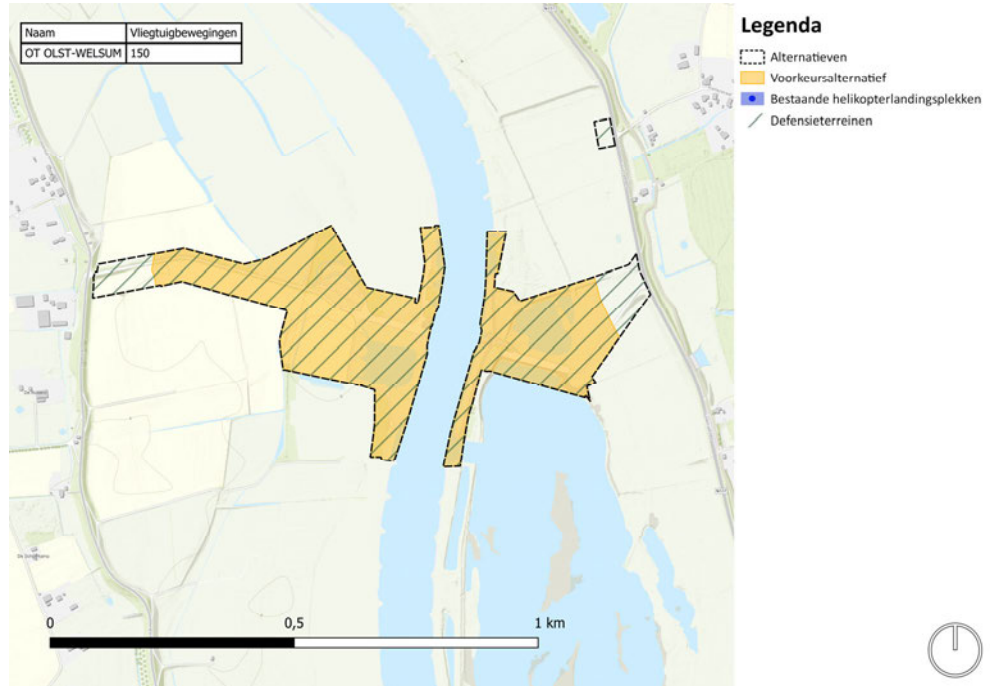 Naam Vliegtuigbewegingen
OT OLST-WELSUM 150
Legenda
Alternatieven
Voorkeursalternatief
Bestaande helikopterlandingsplekken
Defensieterreinen
0 0,5 1 km